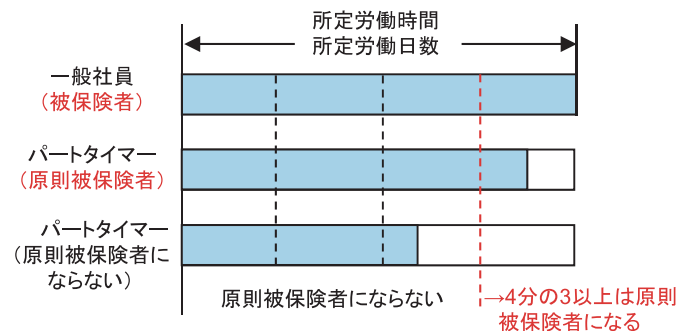 所定労働時間
所定労働日数
一般社員
（被保険者）
パートタイマー
（原則被保険者）
パートタイマー
（原則被保険者に
ならない）
原則被保険者にならない
→4分の3以上は原則
被保険者になる